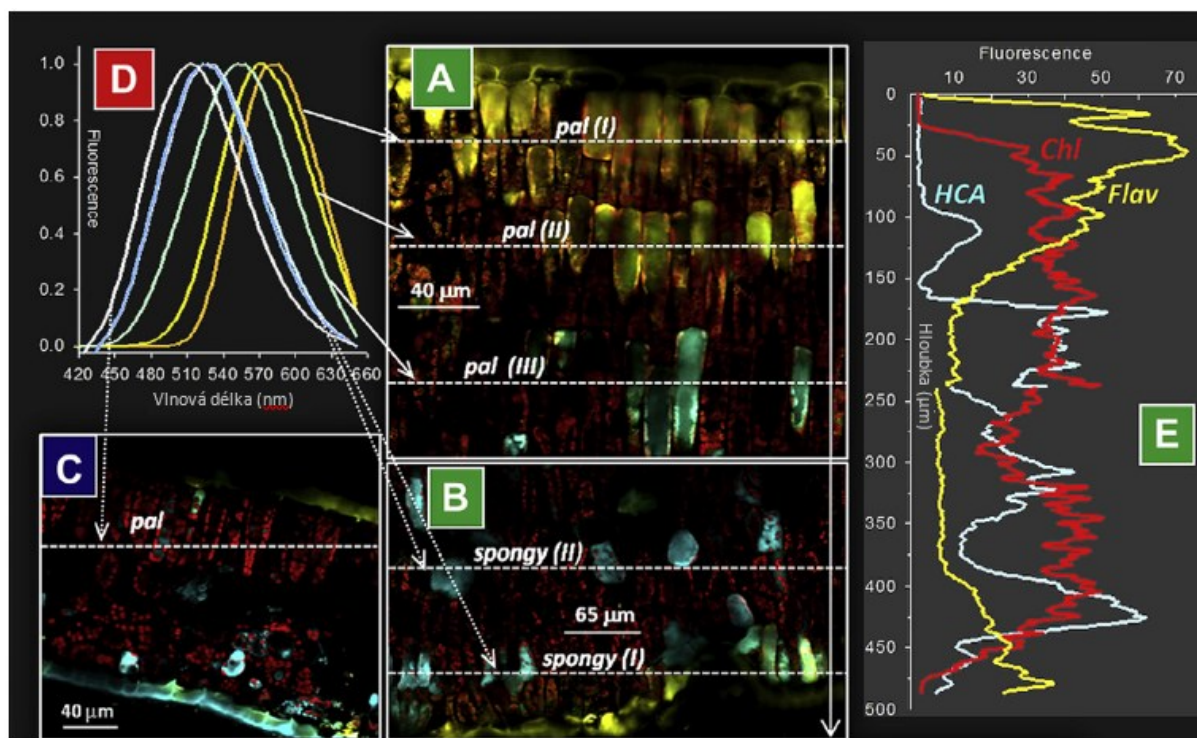 D
1.0
0.8
0.6
0.4
0.2
0.0
Fluorescence
420 450 480 510 540 570 600 630 660
Vlnová délka (nm)
A
pal (I)
pal (II)
40 µm
pal (III)
C
pal
40 µm
B
spongy (II)
65 µm
spongy (I)
Fluorescence
10 30 50 70
0
50
100
150
200
250
300
350
400
450
500
Hloubka (µm)
Chl
HCA
Flav
E